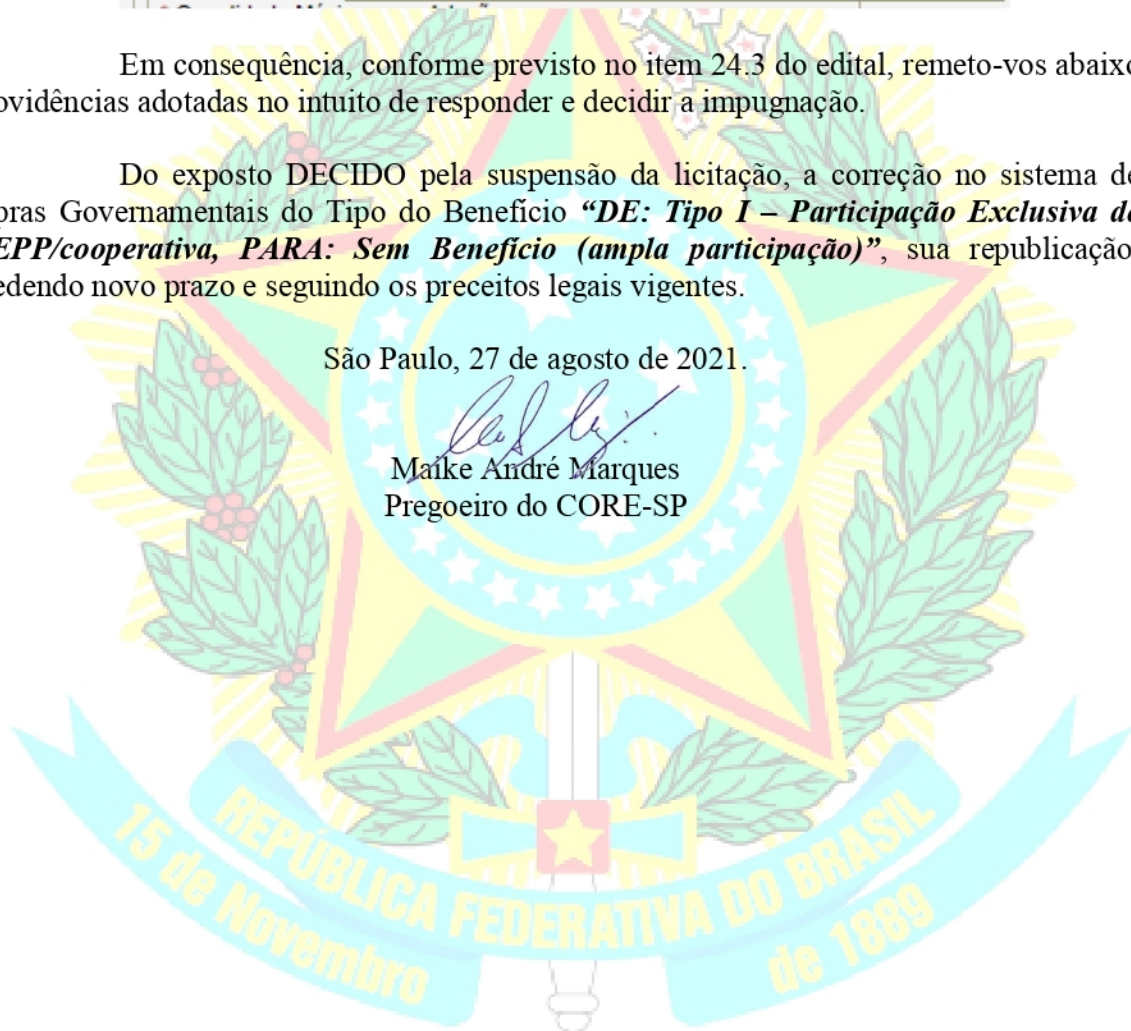 Em consequência, conforme previsto no item 24.3 do edital, remeto-vos abaixo
ovidências adotadas no intuito de responder e decidir a impugnação.
Do exposto DECIDO pela suspensão da licitação, a correção no sistema de
pras Governamentais do Tipo do Benefício “DE: Tipo I – Participação Exclusiva de
EPP/cooperativa, PARA: Sem Benefício (ampla participação)”, sua republicação,
edendo novo prazo e seguindo os preceitos legais vigentes.
São Paulo, 27 de agosto de 2021.
Maike André Marques
Pregoeiro do CORE-SP
REPÚBLICA FEDERATIVA DO BRASIL
15 de Novembro
de 1889